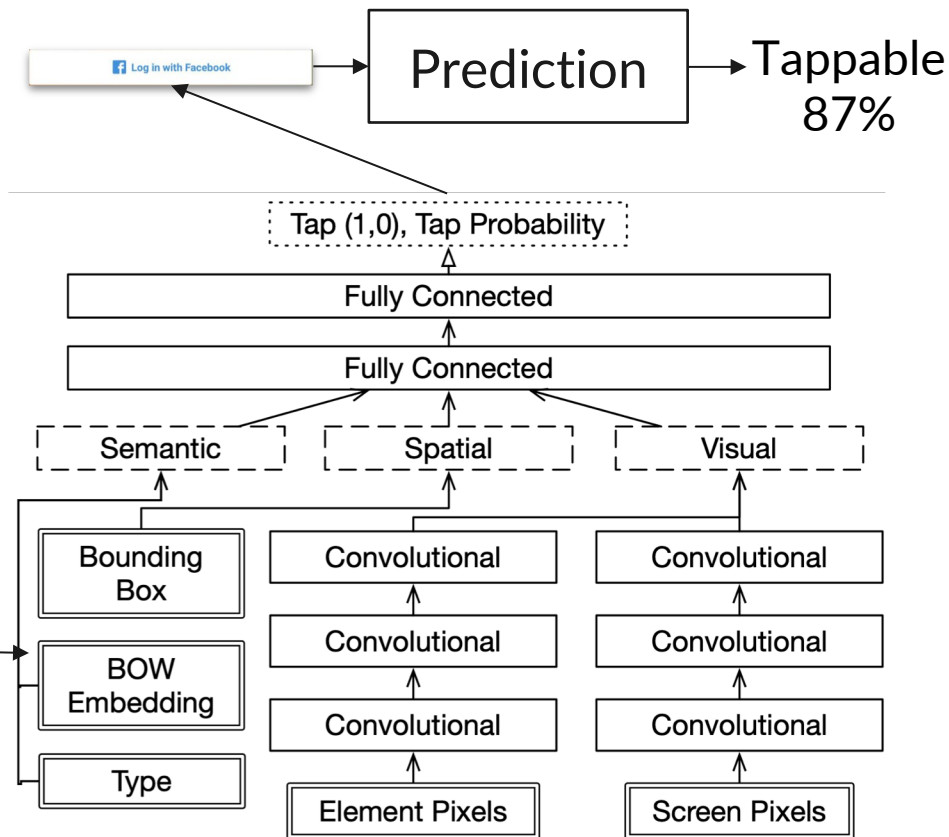 Log in with Facebook
Prediction
Tappable
87%
Tap (1,0), Tap Probability
Fully Connected
Fully Connected
Semantic
Spatial
Visual
Bounding
Box
Convolutional
Convolutional
BOW
Embedding
Convolutional
Convolutional
Type
Convolutional
Convolutional
Element Pixels
Screen Pixels